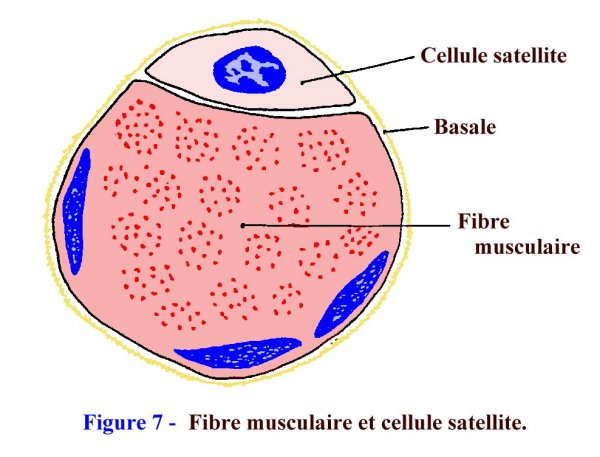 Cellule satellite
Basale
Fibre
musculaire
Figure 7 - Fibre musculaire et cellule satellite.